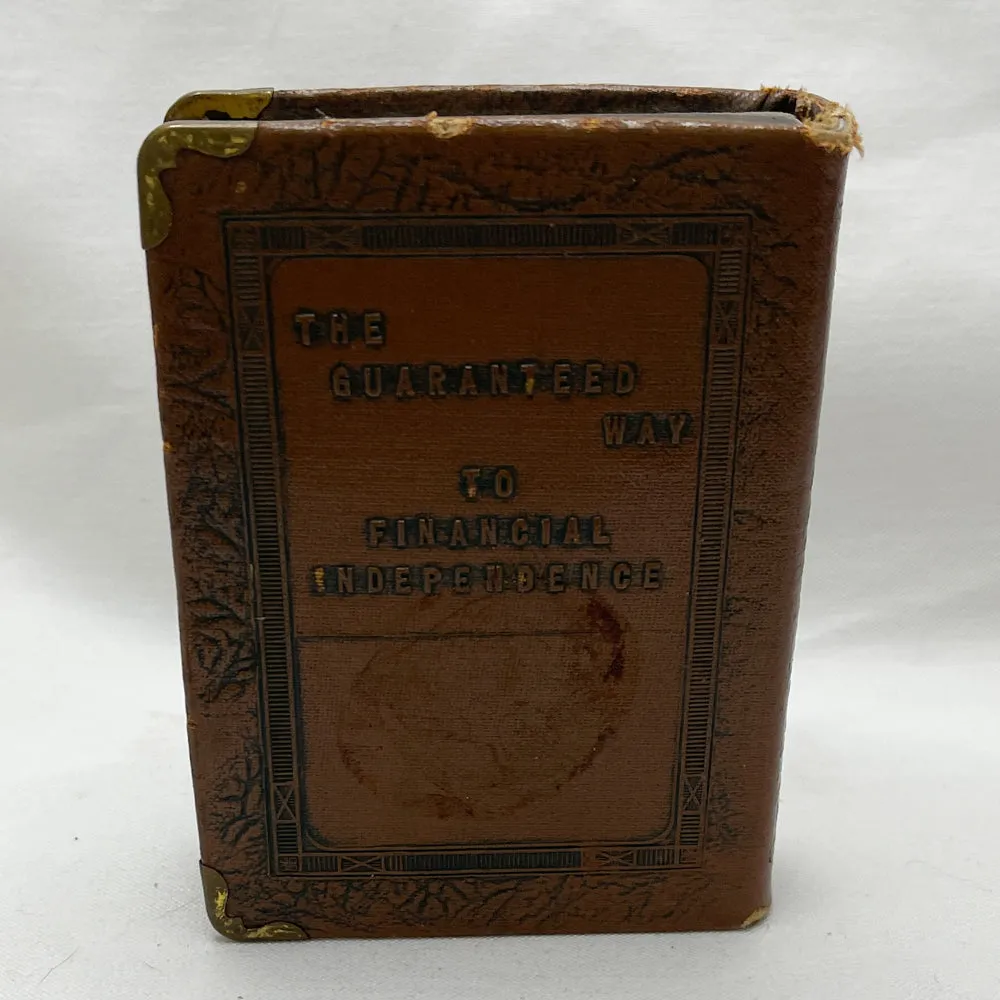 THE
GUARANTEED
WAY
TO
FINANCIAL
INDEPENDENCE